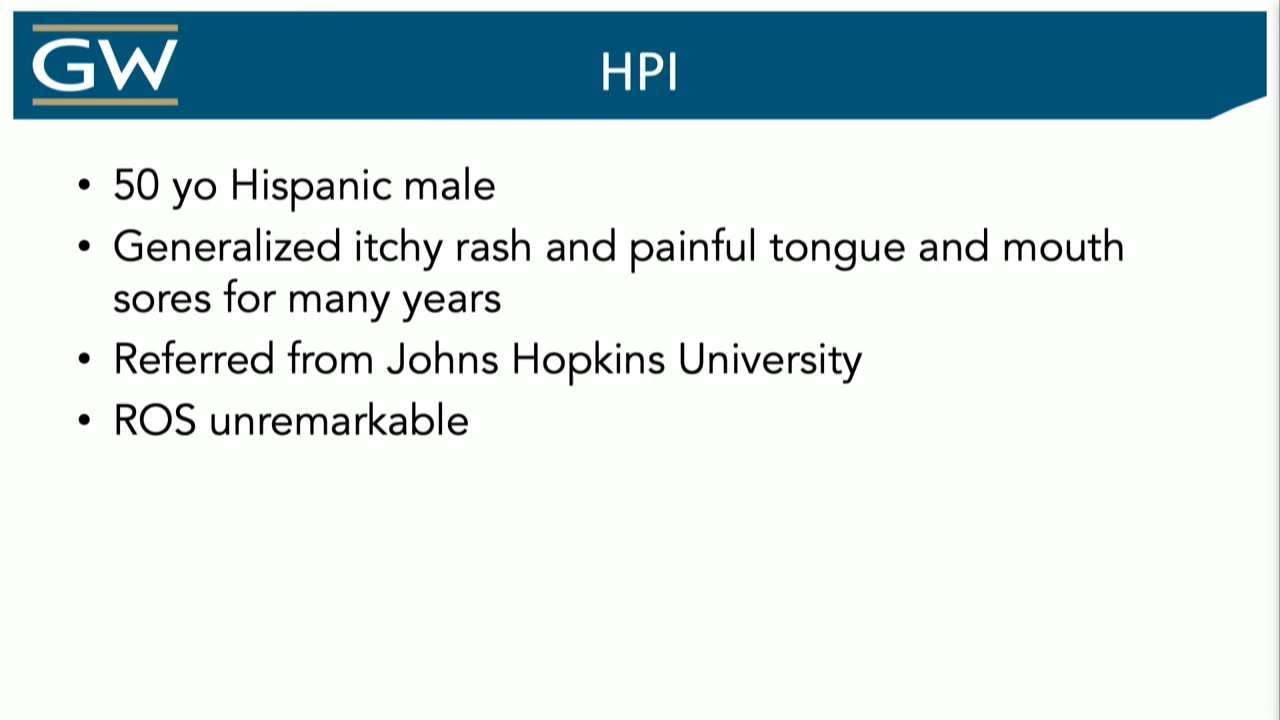 GW
HPI
• 50 yo Hispanic male
• Generalized itchy rash and painful tongue and mouth
sores for many years
• Referred from Johns Hopkins University
• ROS unremarkable